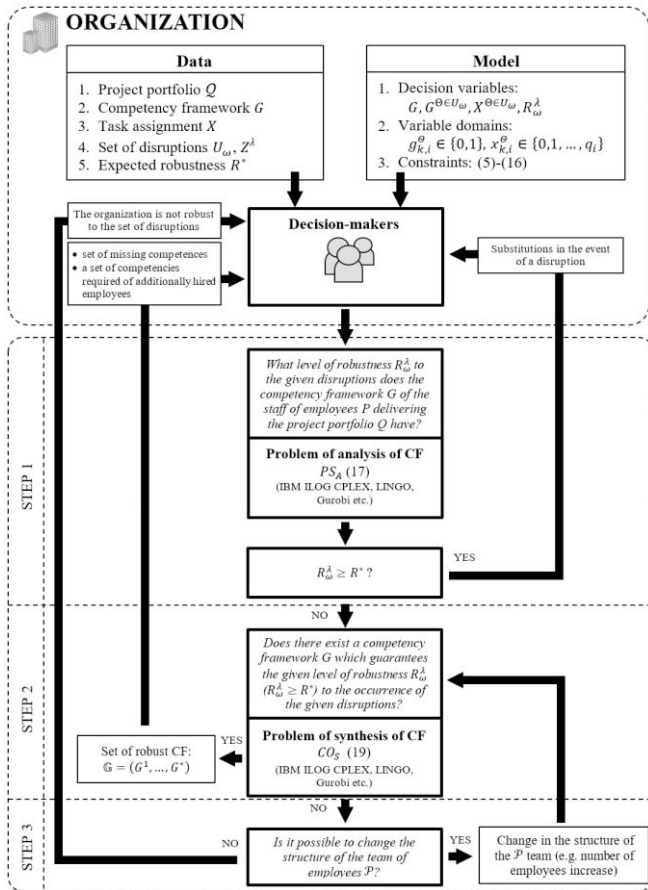 ORGANIZATION
Data
1. Project portfolio Q
2. Competency framework G
3. Task assignment X
4. Set of disruptions U_ω, Z^λ
5. Expected robustness R*
Model
1. Decision variables:
G, G^{Θ∈U_ω}, X^{Θ∈U_ω}, R_ω^λ
2. Variable domains:
g_{k,i}^Θ ∈ {0,1}, x_{k,i}^Θ ∈ {0,1, …, q_i}
3. Constraints: (5)-(16)
The organization is not robust
to the set of disruptions
• set of missing competences
• a set of competencies
required of additionally hired
employees
Decision-makers
Substitutions in the event
of a disruption
STEP 1
What level of robustness R_ω^λ to
the given disruptions does the
competency framework G of the
staff of employees P delivering
the project portfolio Q have?
Problem of analysis of CF
PS_A (17)
(IBM ILOG CPLEX, LINGO,
Gurobi etc.)
R_ω^λ ≥ R* ?
YES
NO
STEP 2
Does there exist a competency
framework G which guarantees
the given level of robustness R_ω^λ
(R_ω^λ ≥ R*) to the occurrence of
the given disruptions?
Problem of synthesis of CF
CO_S (19)
(IBM ILOG CPLEX, LINGO,
Gurobi etc.)
YES
Set of robust CF:
𝔾 = (G^1, …, G^*)
NO
STEP 3
Is it possible to change the
structure of the team of
employees 𝒫?
NO
YES
Change in the structure of
the 𝒫 team (e.g. number of
employees increase)